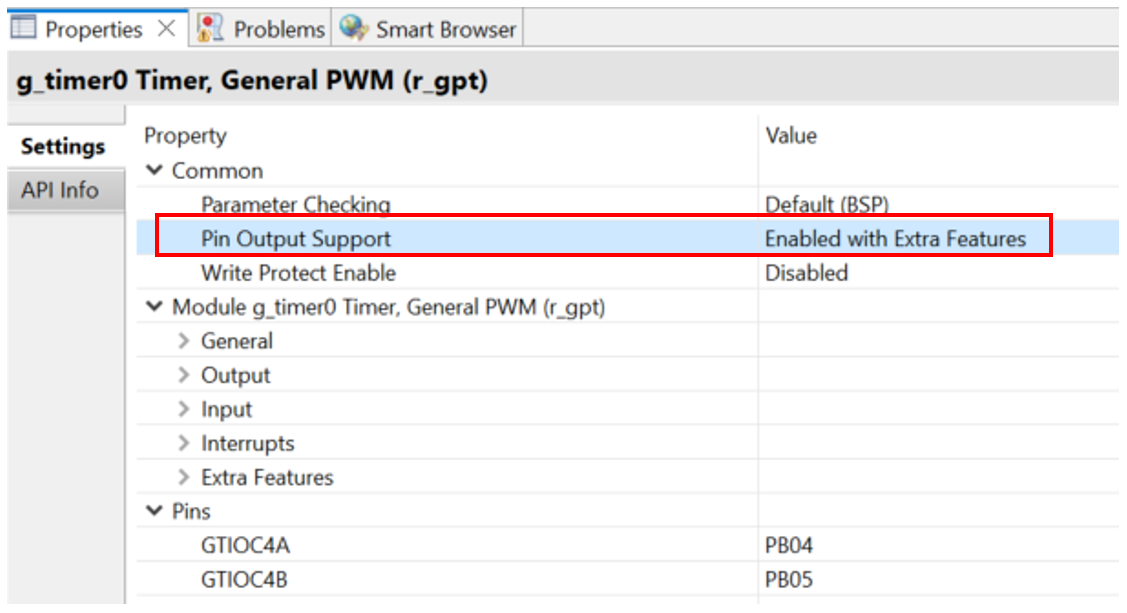 Properties Problems Smart Browser
g_timer0 Timer, General PWM (r_gpt)
Settings
API Info
Property Value
Common
Parameter Checking Default (BSP)
Pin Output Support Enabled with Extra Features
Write Protect Enable Disabled
Module g_timer0 Timer, General PWM (r_gpt)
General
Output
Input
Interrupts
Extra Features
Pins
GTIOC4A PB04
GTIOC4B PB05